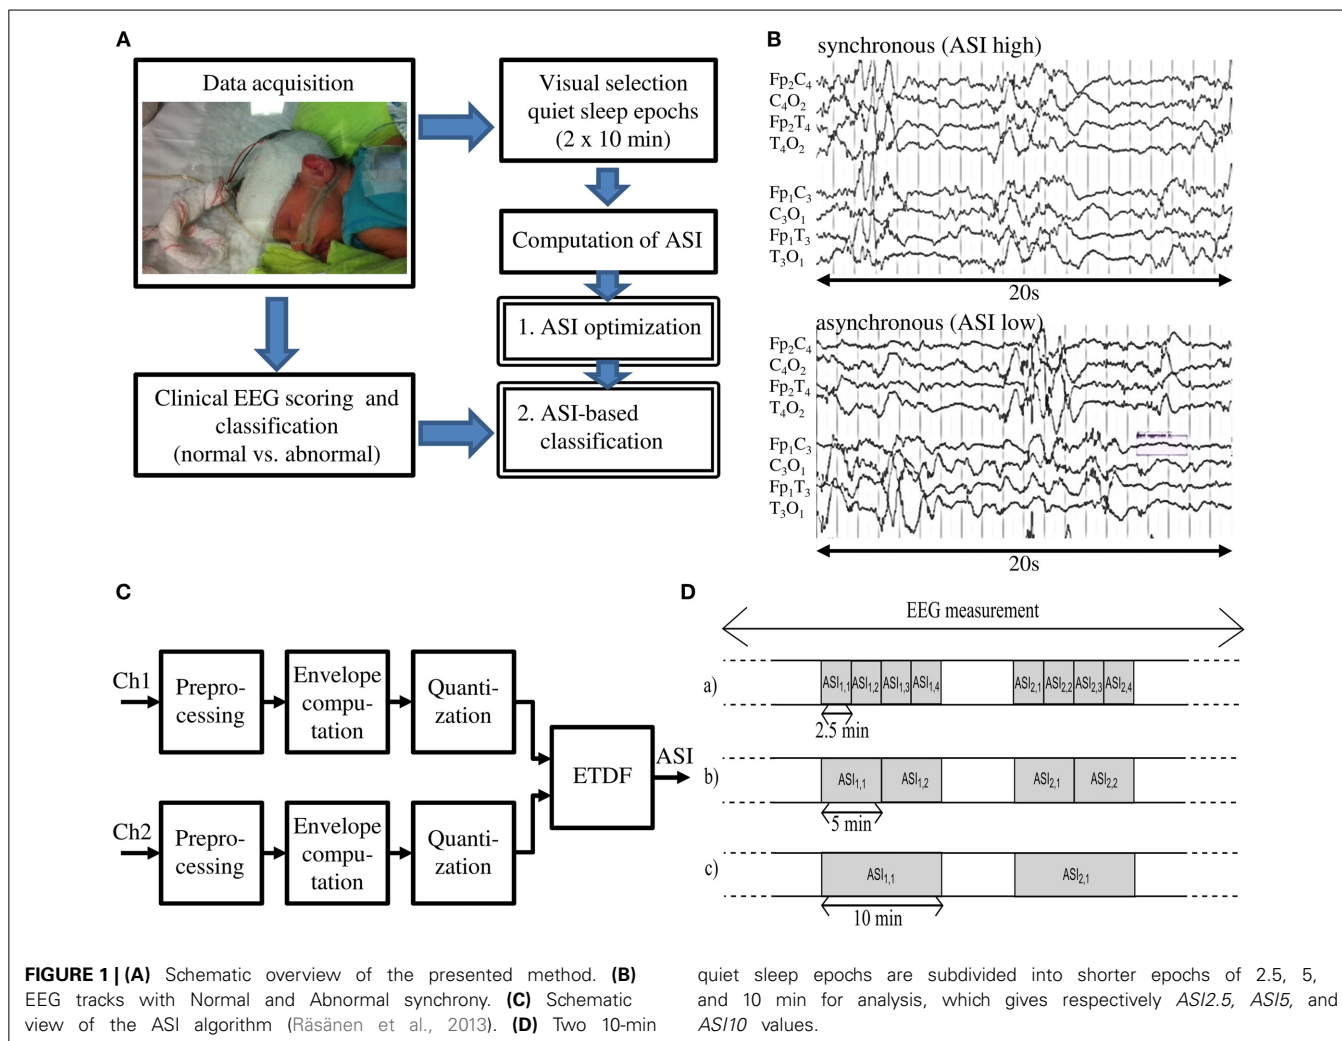 A
Data acquisition
Visual selection
quiet sleep epochs
(2 x 10 min)
Computation of ASI
1. ASI optimization
Clinical EEG scoring and
classification
(normal vs. abnormal)
2. ASI-based
classification
B
synchronous (ASI high)
Fp2C4
C4O2
Fp2T4
T4O2
Fp1C3
C3O1
Fp1T3
T3O1
20s
asynchronous (ASI low)
Fp2C4
C4O2
Fp2T4
T4O2
Fp1C3
C3O1
Fp1T3
T3O1
20s
C
Ch1
Prepro-
cessing
Envelope
compu-
tation
Quanti-
zation
Ch2
Prepro-
cessing
Envelope
compu-
tation
Quanti-
zation
ETDF
ASI
D
EEG measurement
a)
ASI1,1 ASI1,2 ASI1,3 ASI1,4 ASI2,1 ASI2,2 ASI2,3 ASI2,4
2.5 min
b)
ASI1,1 ASI1,2 ASI2,1 ASI2,2
5 min
c)
ASI1,1 ASI2,1
10 min
FIGURE 1 | (A) Schematic overview of the presented method. (B)
EEG tracks with Normal and Abnormal synchrony. (C) Schematic
view of the ASI algorithm (Räsänen et al., 2013). (D) Two 10-min
quiet sleep epochs are subdivided into shorter epochs of 2.5, 5,
and 10 min for analysis, which gives respectively ASI2.5, ASI5, and
ASI10 values.